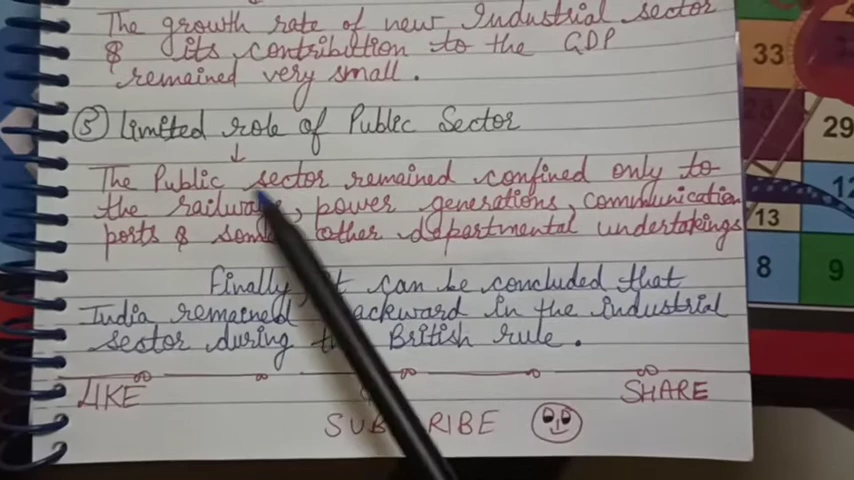 The growth rate of new Industrial sector
& its contribution to the GDP
remained very small.
⑤ Limited role of Public Sector
↓
The Public sector remained confined only to
the railways, power generations, communication
ports & some other departmental undertakings
Finally, it can be concluded that
India remained backward in the industrial
sector during the British rule.
LIKE
SHARE
SUBSCRIBE
33
28
29
12
13
8
9